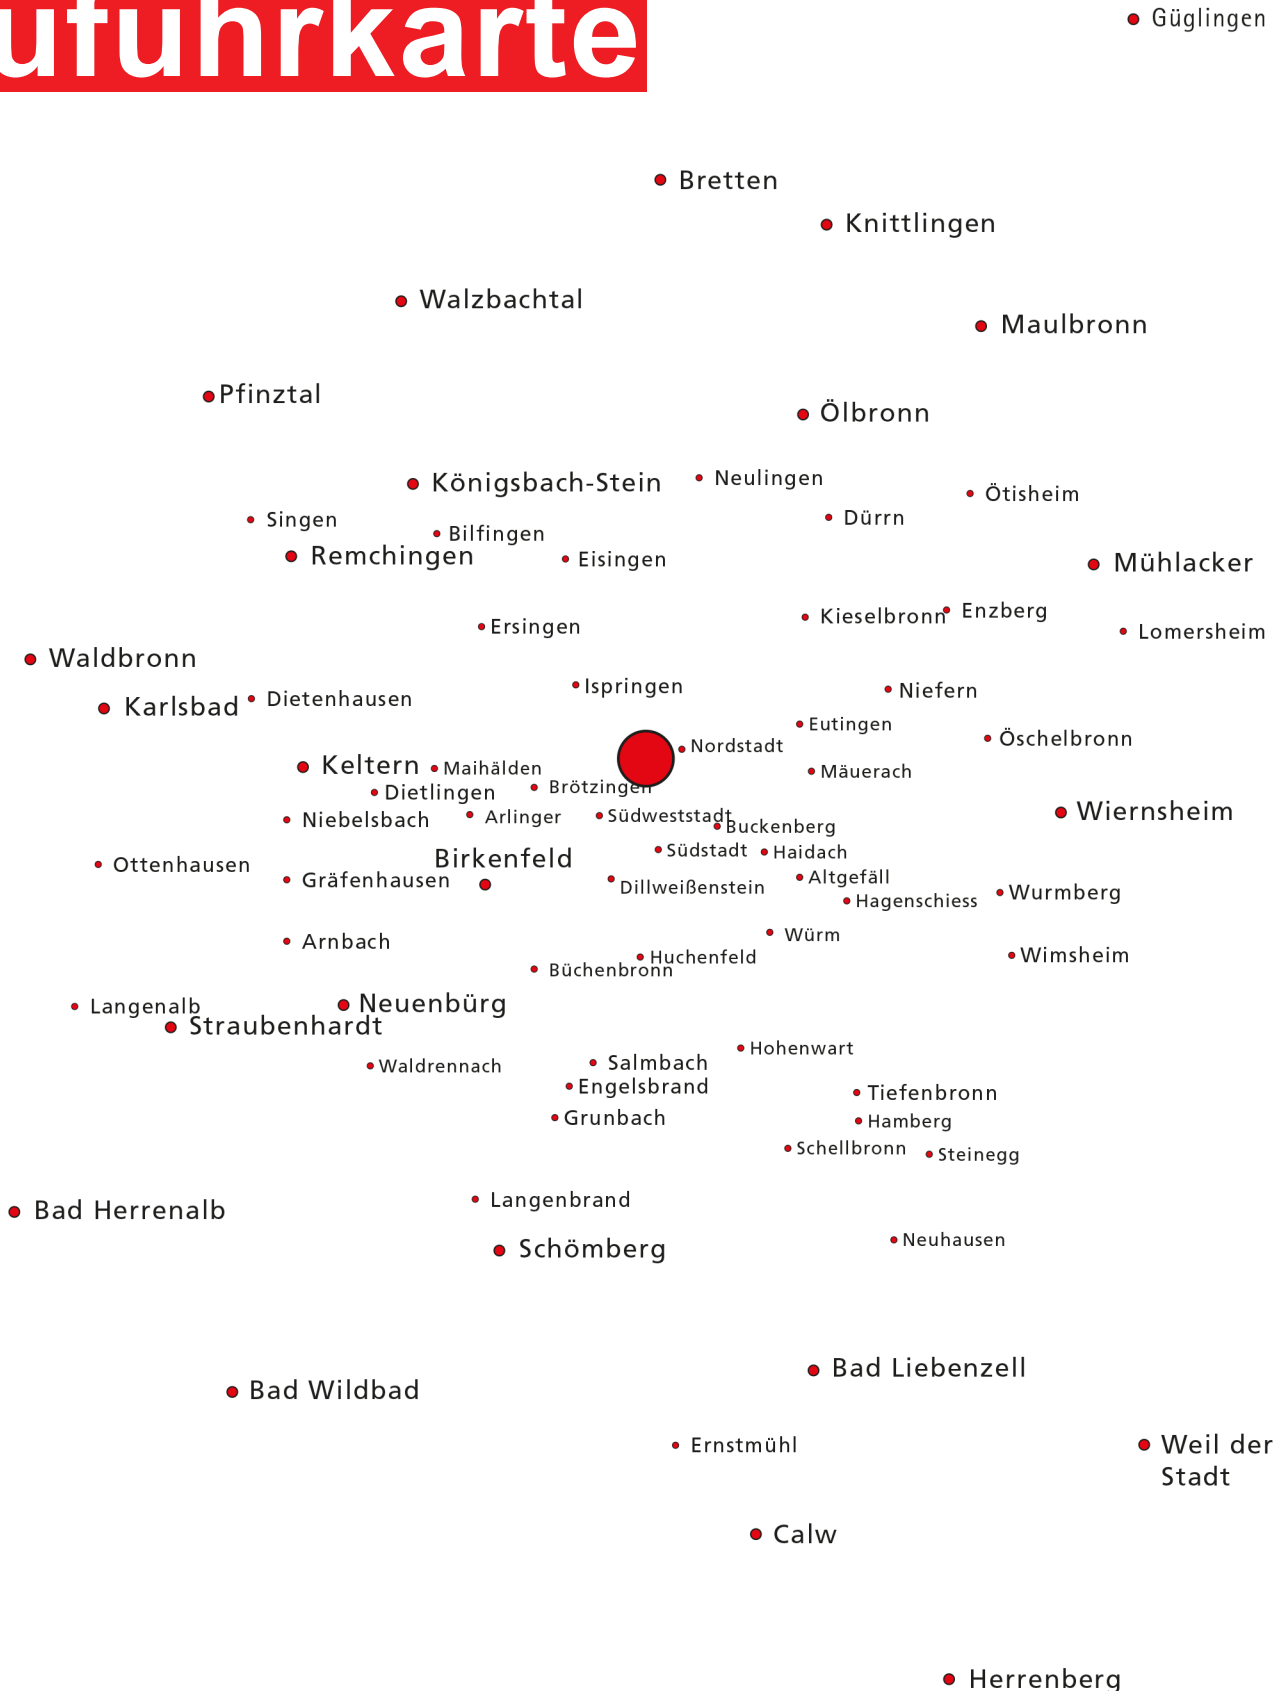 ufuhrkarte
Güglingen
Bretten
Knittlingen
Walzbachtal
Maulbronn
Pfinztal
Ölbronn
Königsbach-Stein
Neulingen
Ötisheim
Singen
Dürrn
Bilfingen
Remchingen
Eisingen
Mühlacker
Kieselbronn
Enzberg
Ersingen
Lomersheim
Waldbronn
Ispringen
Niefern
Karlsbad
Dietenhausen
Eutingen
Öschelbronn
Nordstadt
Keltern
Maihälden
Mäuerach
Brötzingen
Dietlingen
Wiernsheim
Niebelsbach
Arlinger
Südweststadt
Buckenberg
Südstadt
Haidach
Birkenfeld
Ottenhausen
Gräfenhausen
Dillweißenstein
Altgefäll
Hagenschiess
Wurmberg
Würm
Arnbach
Huchenfeld
Wimsheim
Büchenbronn
Langenalb
Neuenbürg
Straubenhardt
Hohenwart
Waldrennach
Salmbach
Engelsbrand
Tiefenbronn
Grunbach
Hamberg
Schellbronn
Steinegg
Langenbrand
Bad Herrenalb
Neuhausen
Schömberg
Bad Liebenzell
Bad Wildbad
Ernstmühl
Weil der
Stadt
Calw
Herrenberg